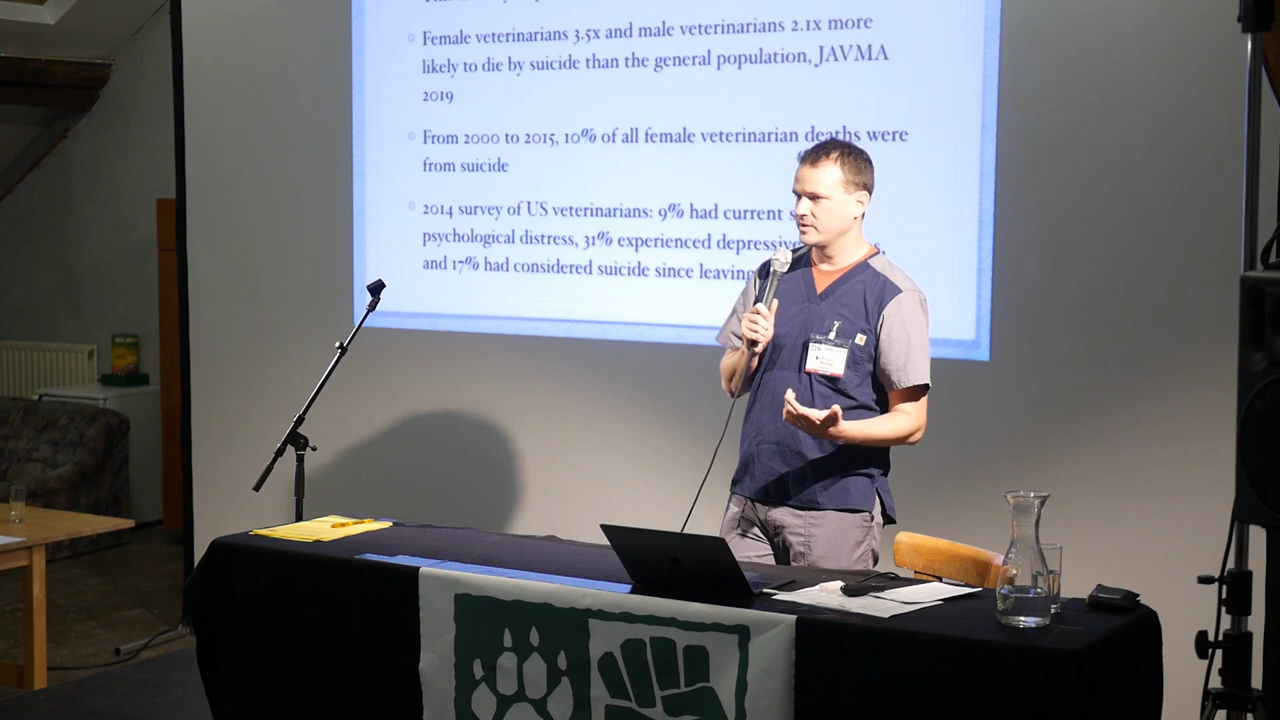 Female veterinarians 3.5x and male veterinarians 2.1x more
likely to die by suicide than the general population, JAVMA
2019
From 2000 to 2015, 10% of all female veterinarian deaths were
from suicide
2014 survey of US veterinarians: 9% had current
psychological distress, 31% experienced depressive
and 17% had considered suicide since leaving